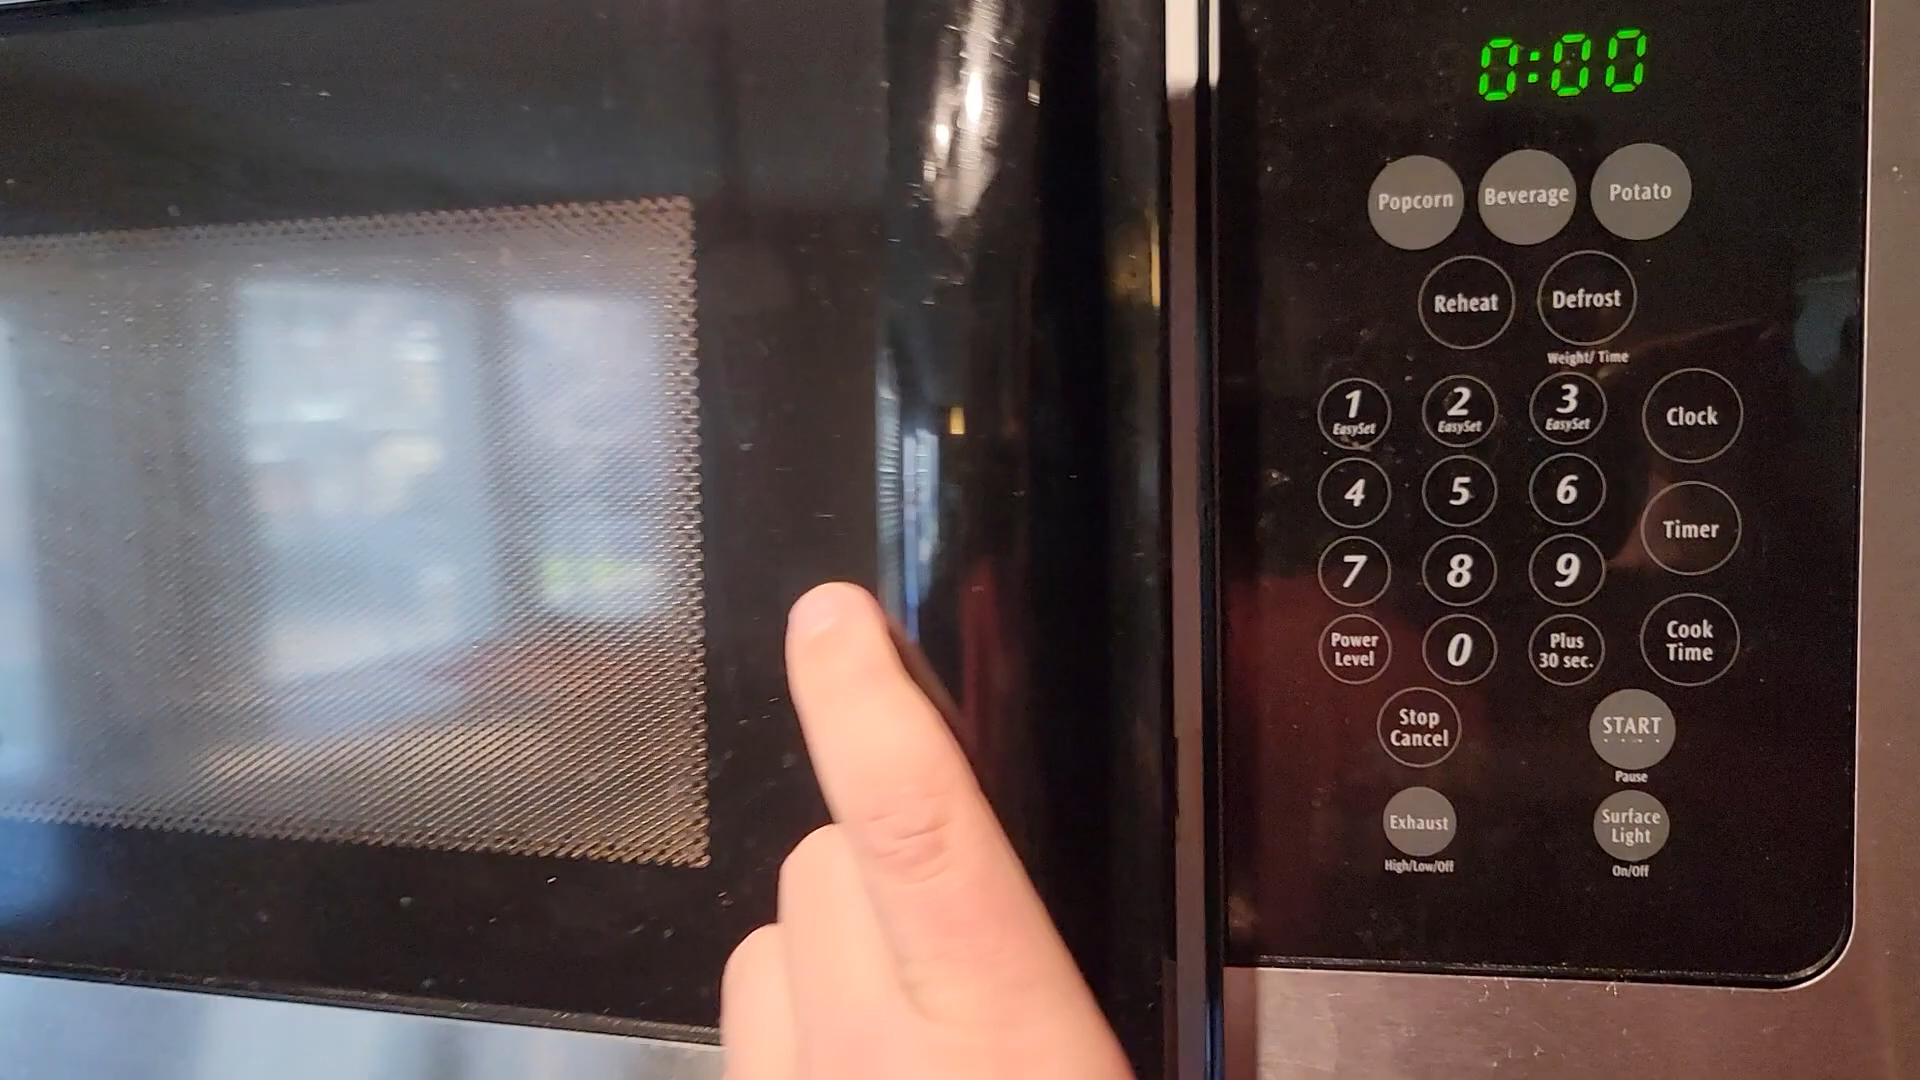 0:00
Popcorn Beverage Potato
Reheat Defrost
Weight/ Time
1 2 3
EasySet EasySet EasySet
Clock
4 5 6
Timer
7 8 9
Power
Level
0
Plus
30 sec.
Cook
Time
Stop
Cancel
START
Pause
Exhaust
High/Low/Off
Surface
Light
On/Off